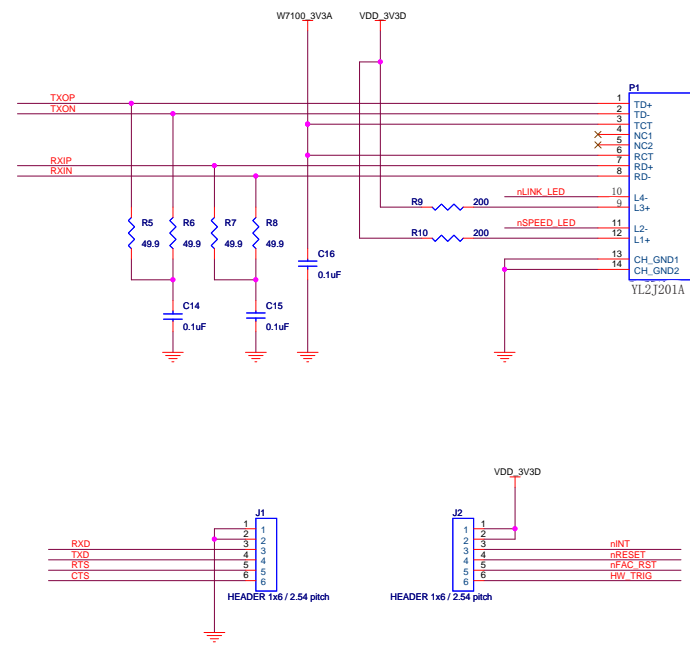 W7100_3V3A VDD_3V3D
P1
TXOP 1 TD+
TXON 2 TD-
3 TCT
4 NC1
5 NC2
6 RCT
RXIP 7 RD+
RXIN 8 RD-
nLINK_LED 10 L4-
R9 200 9 L3+
nSPEED_LED 11 L2-
R10 200 12 L1+
R5 R6 R7 R8
49.9 49.9 49.9 49.9
C16
0.1uF
13 CH_GND1
14 CH_GND2
YL2J201A
C14 C15
0.1uF 0.1uF
VDD_3V3D
J1 J2
1 1 1 1
2 2 2 2
RXD 3 3 3 3 nINT
TXD 4 4 4 4 nRESET
RTS 5 5 5 5 nFAC_RST
CTS 6 6 6 6 HW_TRIG
HEADER 1x6 / 2.54 pitch HEADER 1x6 / 2.54 pitch